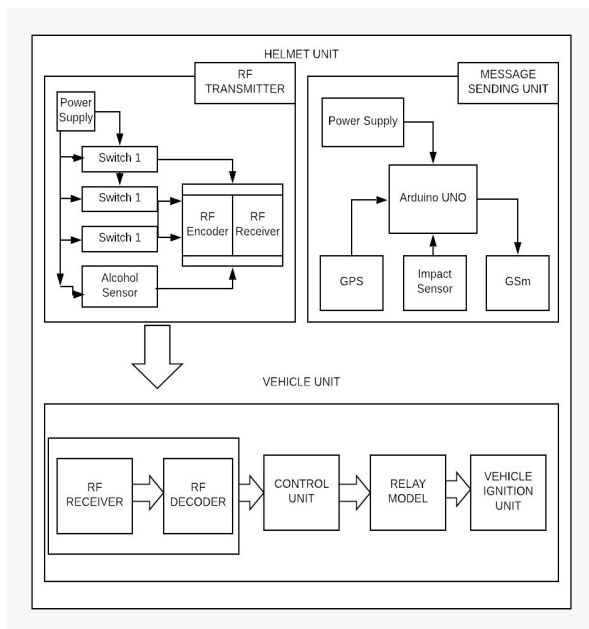 HELMET UNIT
RF
TRANSMITTER
Power
Supply
Switch 1
Switch 1
Switch 1
Alcohol
Sensor
RF
Encoder
RF
Receiver
MESSAGE
SENDING UNIT
Power Supply
Arduino UNO
GPS
Impact
Sensor
GSm
VEHICLE UNIT
RF
RECEIVER
RF
DECODER
CONTROL
UNIT
RELAY
MODEL
VEHICLE
IGNITION
UNIT